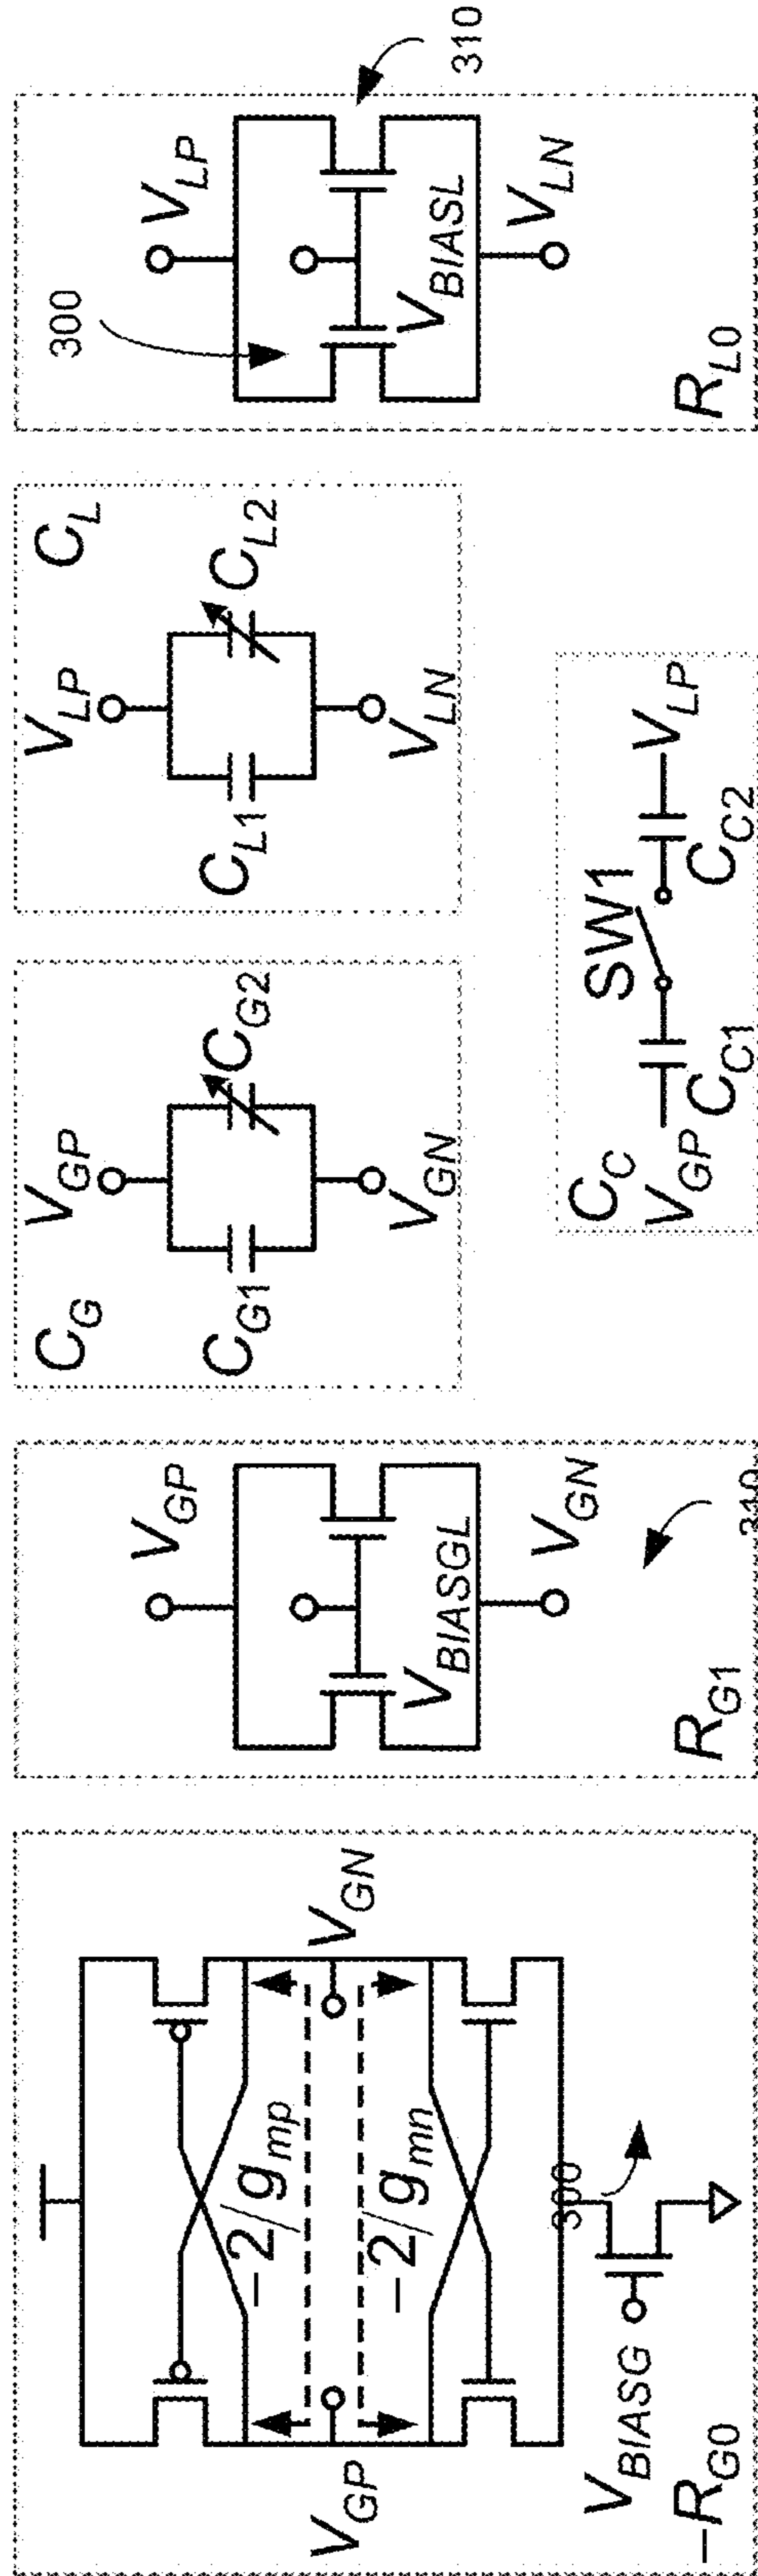 V_GP
V_GN
−2/g_mp
−2/g_mn
300
V_BIASG
−R_G0
V_GP
V_BIASGL
V_GN
R_G1
C_G
V_GP
C_G1
C_G2
V_GN
V_LP
C_L
C_L1
C_L2
V_LN
C_C
SW1
V_GP
V_LP
C_C1
C_C2
300
V_LP
310
V_BIASL
V_LN
R_L0